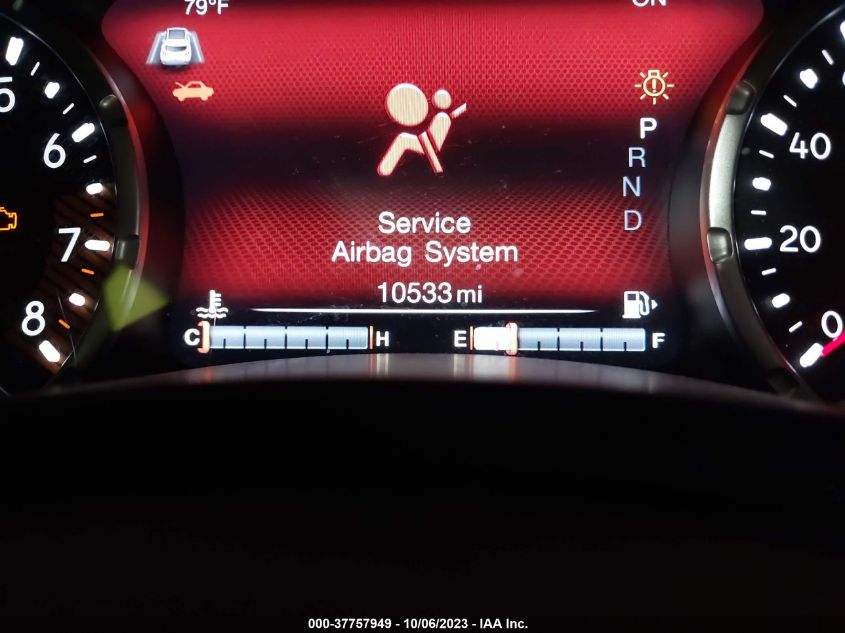 79°F
ON
5
6
7
8
P
R
N
D
40
20
0
Service
Airbag System
10533 mi
C H E F
000-37757949 - 10/06/2023 - IAA Inc.